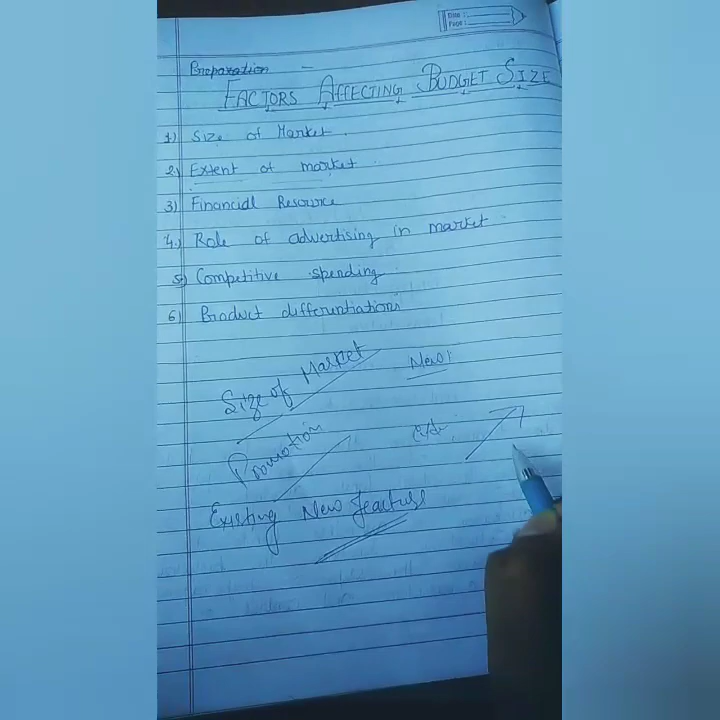 Date :
Page :
Preparation -
FACTORS AFFECTING BUDGET SIZE
1) Size of Market.
2) Extent of market.
3) Financial Resource
4.) Role of advertising in market.
5) Competitive spending
6) Product differentiations
Size of Market
New
Promotion
Existing New feature